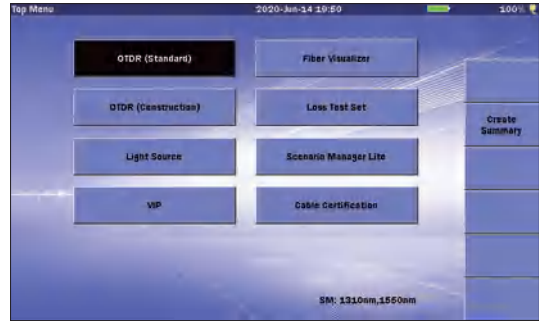 Top Menu 2020-Jun-14 19:50 100%
OTDR (Standard) Fiber Visualizer
OTDR (Construction) Loss Test Set
Create
Summary
Light Source Scenario Manager Lite
VIP Cable Certification
SM: 1310nm,1550nm